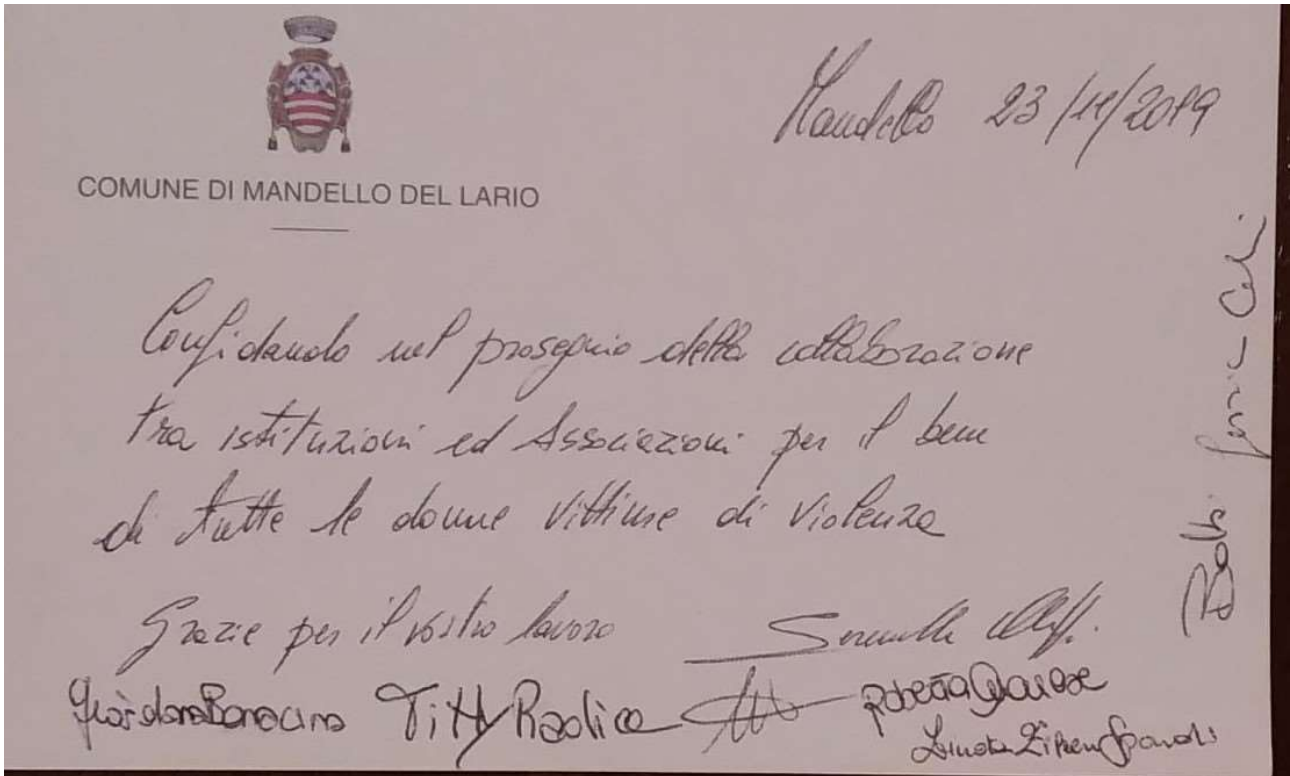 COMUNE DI MANDELLO DEL LARIO
Mandello 23/11/2019
Confidando nel proseguio della collaborazione
tra istituzioni ed Associazioni per il bene
di tutte le donne vittime di violenza
Grazie per il vostro lavoro
Titty Radice